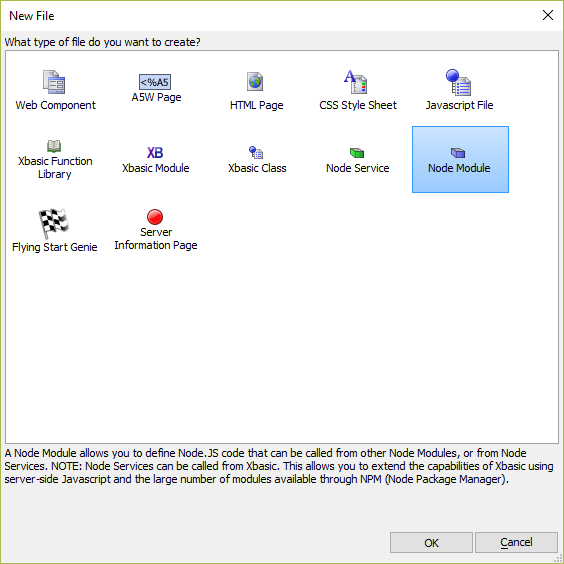 New File
What type of file do you want to create?
Web Component
<%A5
A5W Page
HTML Page
A
CSS Style Sheet
Javascript File
Xbasic Function
Library
XB
Xbasic Module
Xbasic Class
Node Service
Node Module
Flying Start Genie
Server
Information Page
A Node Module allows you to define Node.JS code that can be called from other Node Modules, or from Node
Services. NOTE: Node Services can be called from Xbasic. This allows you to extend the capabilities of Xbasic using
server-side Javascript and the large number of modules available through NPM (Node Package Manager).
OK
Cancel